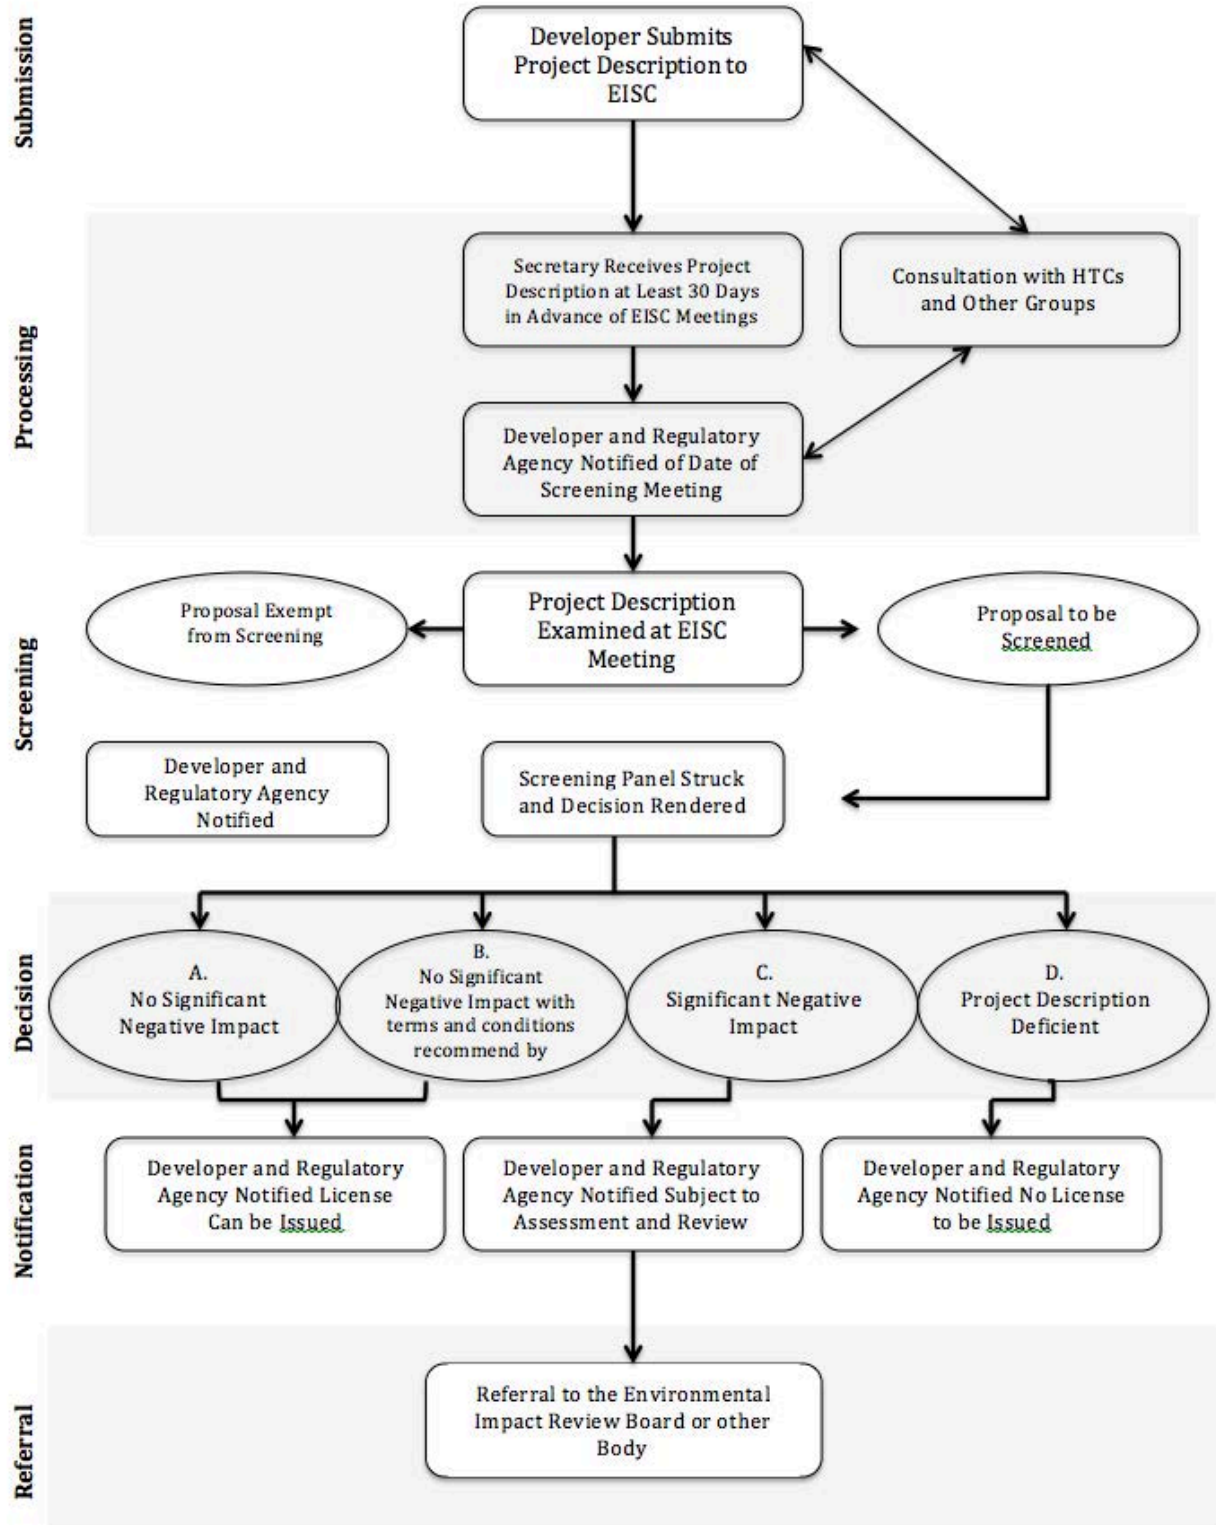 Submission
Developer Submits
Project Description to
EISC
Processing
Secretary Receives Project
Description at Least 30 Days
in Advance of EISC Meetings
Consultation with HTCs
and Other Groups
Developer and Regulatory
Agency Notified of Date of
Screening Meeting
Screening
Proposal Exempt
from Screening
Project Description
Examined at EISC
Meeting
Proposal to be
Screened
Developer and
Regulatory Agency
Notified
Screening Panel Struck
and Decision Rendered
Decision
A.
No Significant
Negative Impact
B.
No Significant
Negative Impact with
terms and conditions
recommend by
C.
Significant Negative
Impact
D.
Project Description
Deficient
Notification
Developer and Regulatory
Agency Notified License
Can be Issued
Developer and Regulatory
Agency Notified Subject to
Assessment and Review
Developer and Regulatory
Agency Notified No License
to be Issued
Referral
Referral to the Environmental
Impact Review Board or other
Body